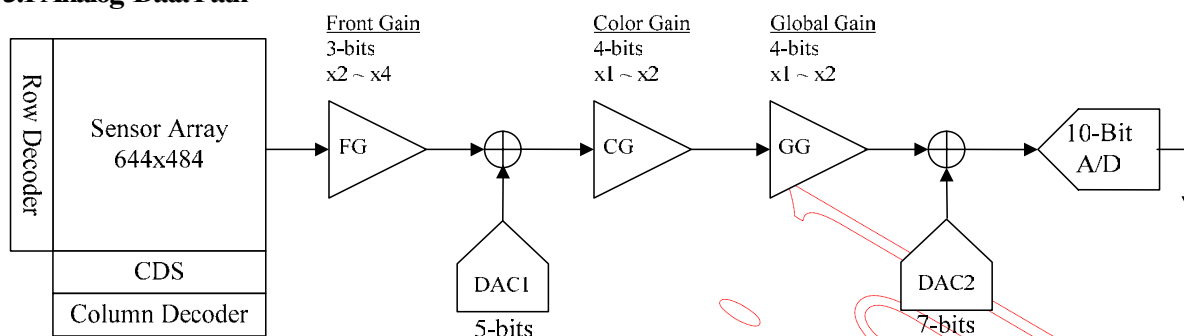 Front Gain
3-bits
x2 ~ x4
Color Gain
4-bits
x1 ~ x2
Global Gain
4-bits
x1 ~ x2
Row Decoder
Sensor Array
644x484
FG
CG
GG
10-Bit
A/D
CDS
Column Decoder
DAC1
5-bits
DAC2
7-bits